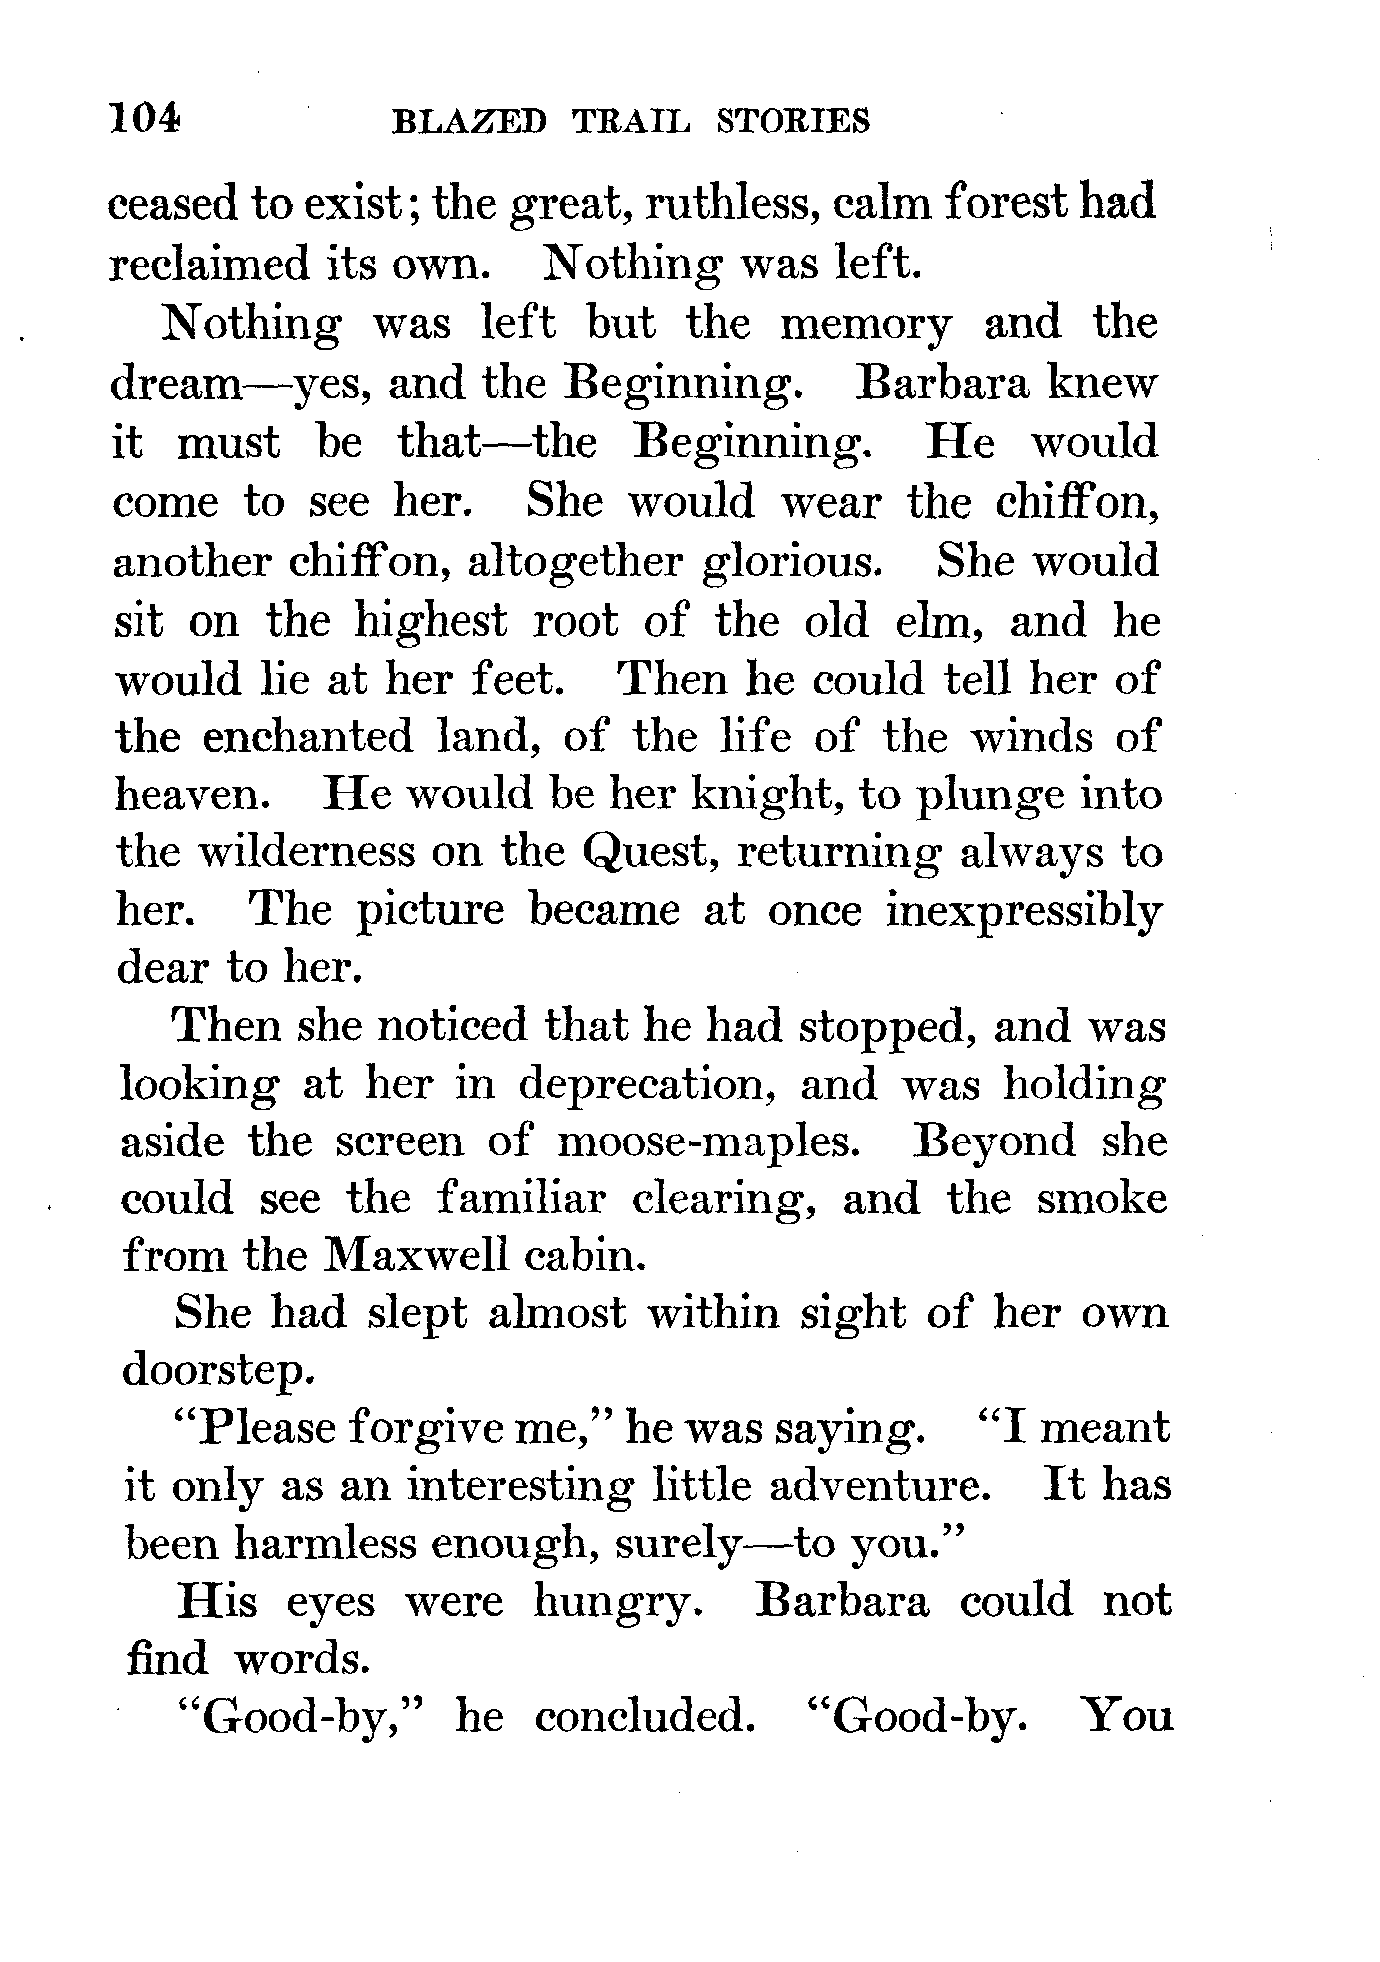 104 BLAZED TRAIL STORIES
ceased to exist; the great, ruthless, calm forest had
reclaimed its own. Nothing was left.
Nothing was left but the memory and the
dream—yes, and the Beginning. Barbara knew
it must be that—the Beginning. He would
come to see her. She would wear the chiffon,
another chiffon, altogether glorious. She would
sit on the highest root of the old elm, and he
would lie at her feet. Then he could tell her of
the enchanted land, of the life of the winds of
heaven. He would be her knight, to plunge into
the wilderness on the Quest, returning always to
her. The picture became at once inexpressibly
dear to her.
Then she noticed that he had stopped, and was
looking at her in deprecation, and was holding
aside the screen of moose-maples. Beyond she
could see the familiar clearing, and the smoke
from the Maxwell cabin.
She had slept almost within sight of her own
doorstep.
“Please forgive me,” he was saying. “I meant
it only as an interesting little adventure. It has
been harmless enough, surely—to you.”
His eyes were hungry. Barbara could not
find words.
“Good-by,” he concluded. “Good-by. You